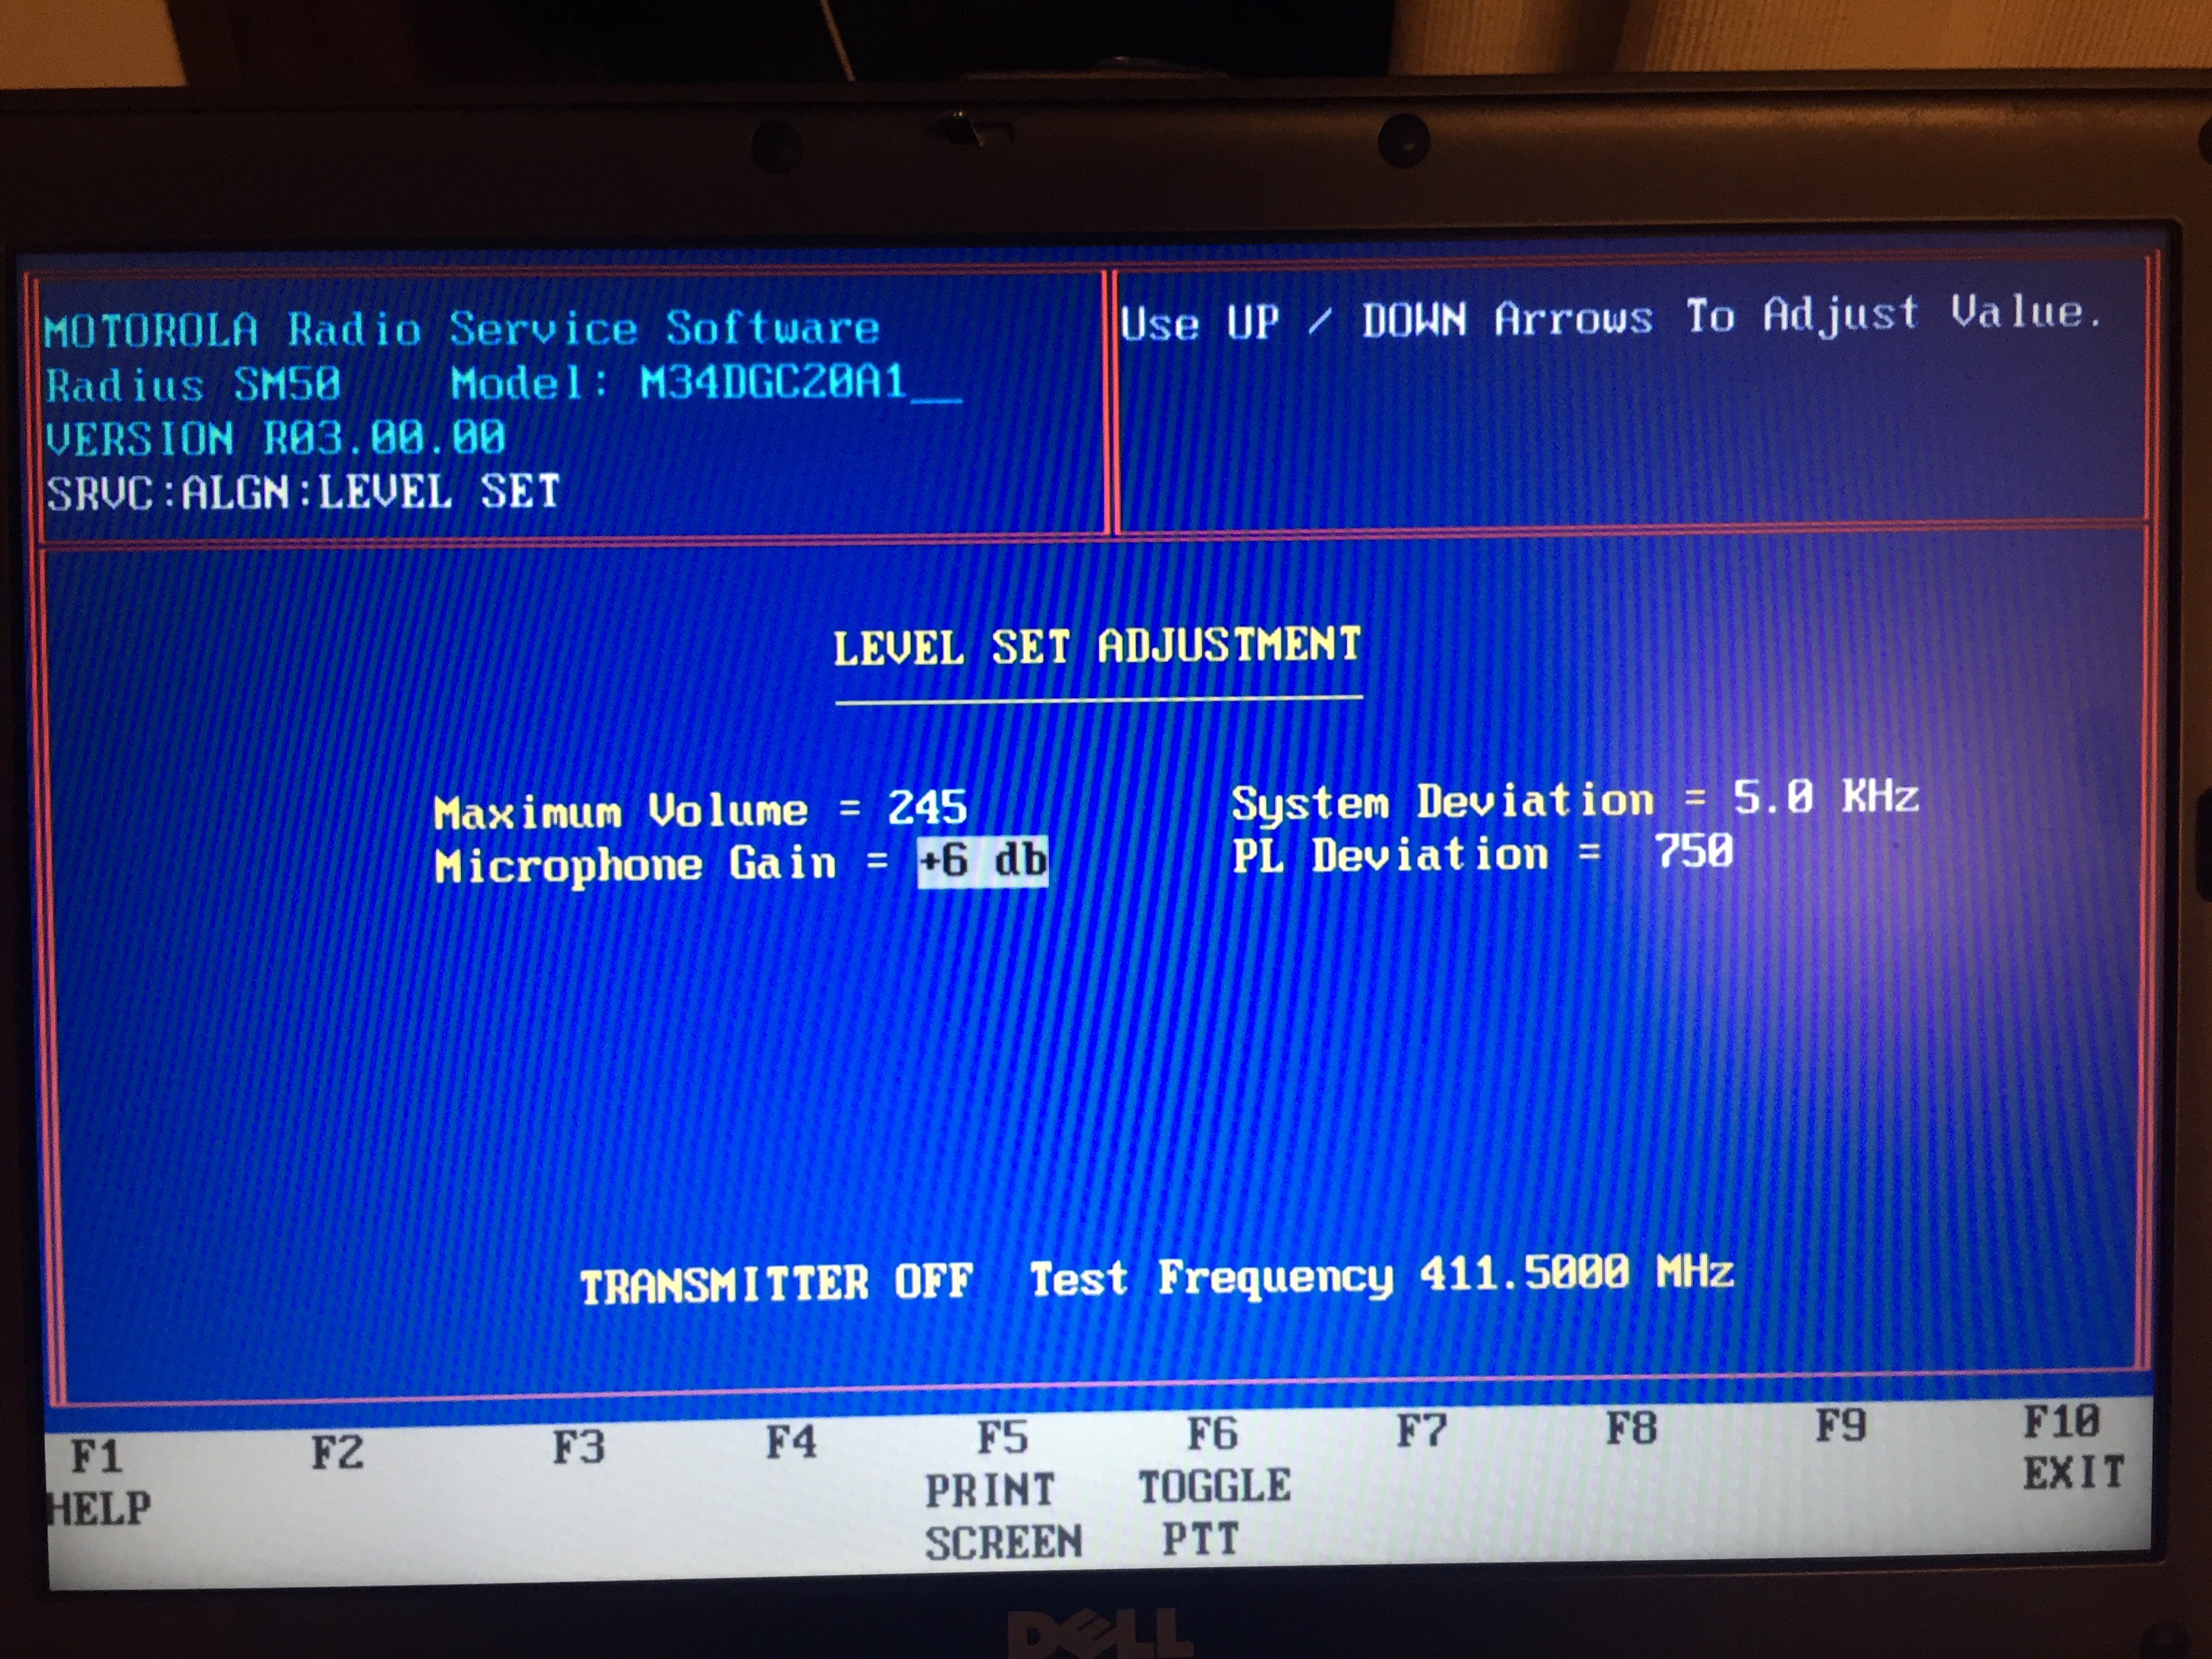 MOTOROLA Radio Service Software
Radius SM50 Model: M34DGC20A1__
VERSION R03.00.00
SRVC:ALGN:LEVEL SET
Use UP / DOWN Arrows To Adjust Value.
LEVEL SET ADJUSTMENT
Maximum Volume = 245 System Deviation = 5.0 KHz
Microphone Gain = +6 db PL Deviation = 750
TRANSMITTER OFF Test Frequency 411.5000 MHz
F1 F2 F3 F4 F5 F6 F7 F8 F9 F10
HELP PRINT TOGGLE EXIT
SCREEN PTT
DELL